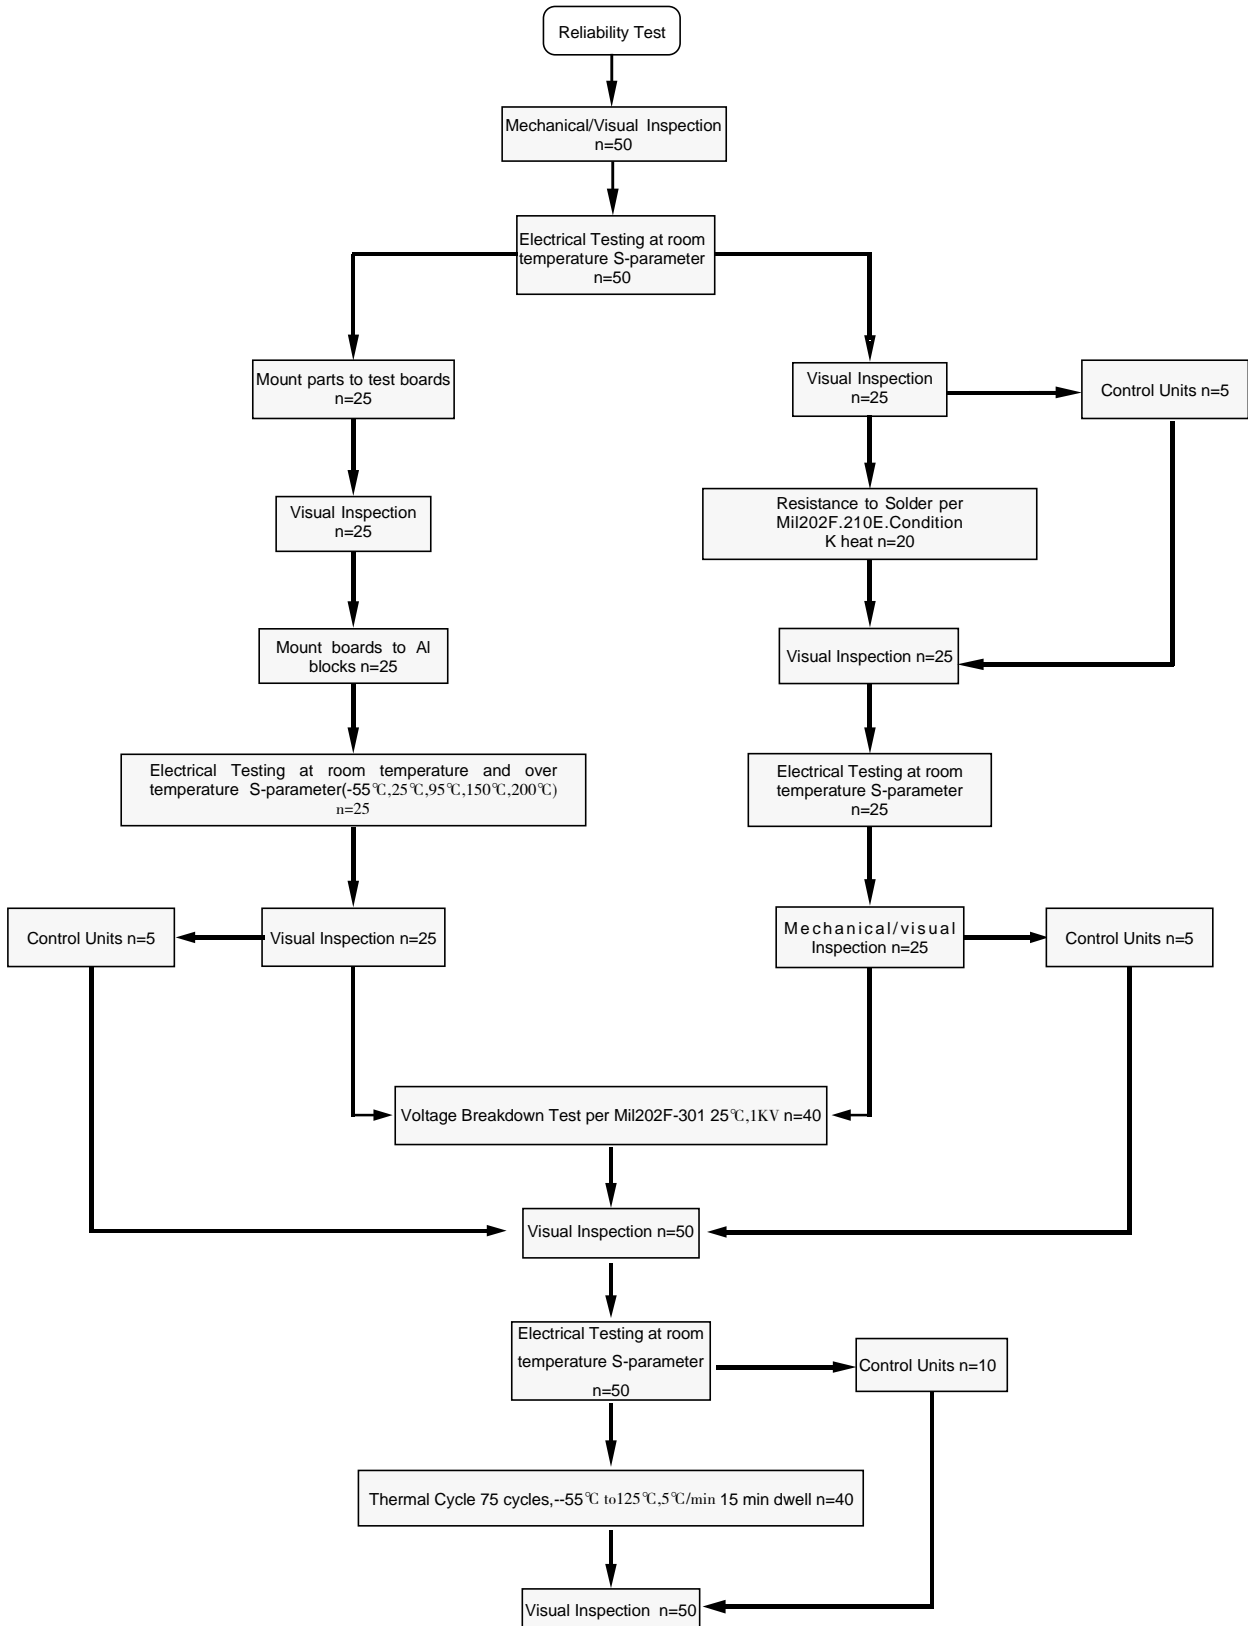 Reliability Test
Mechanical/Visual Inspection
n=50
Electrical Testing at room
temperature S-parameter
n=50
Mount parts to test boards
n=25
Visual Inspection
n=25
Control Units n=5
Visual Inspection
n=25
Resistance to Solder per
Mil202F.210E.Condition
K heat n=20
Mount boards to Al
blocks n=25
Visual Inspection n=25
Electrical Testing at room temperature and over
temperature S-parameter(-55℃,25℃,95℃,150℃,200℃)
n=25
Electrical Testing at room
temperature S-parameter
n=25
Control Units n=5
Visual Inspection n=25
Mechanical/visual
Inspection n=25
Control Units n=5
Voltage Breakdown Test per Mil202F-301 25℃,1KV n=40
Visual Inspection n=50
Electrical Testing at room
temperature S-parameter
n=50
Control Units n=10
Thermal Cycle 75 cycles,--55℃ to125℃,5℃/min 15 min dwell n=40
Visual Inspection n=50